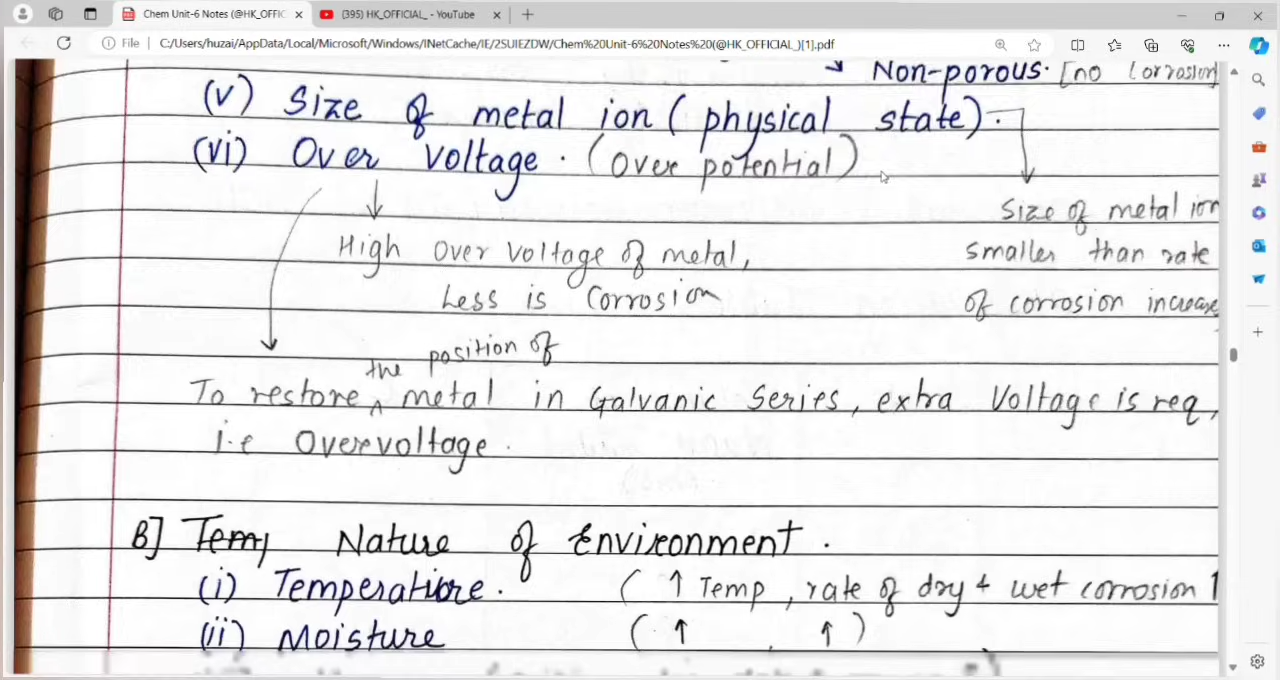 Chem Unit-6 Notes (@HK_OFFIC
(395) HK_OFFICIAL_ - YouTube
File
C:/Users/huzai/AppData/Local/Microsoft/Windows/INetCache/IE/2SUIEZDW/Chem%20Unit-6%20Notes%20(@HK_OFFICIAL_)[1].pdf
Non-porous. [no Corrosion]
(v) Size of metal ion (physical state).
(vi) Over Voltage. (Over potential)
Size of metal ion
High Over voltage of metal,
smaller than rate
Less is Corrosion
of corrosion increase
the position of
To restore ^ metal in Galvanic Series, extra Voltage is req,
i.e Overvoltage.
B] Temp Nature of Environment.
(i) Temperature. (↑ Temp, rate of dry + wet corrosion ↑
(ii) Moisture (↑ , ↑)